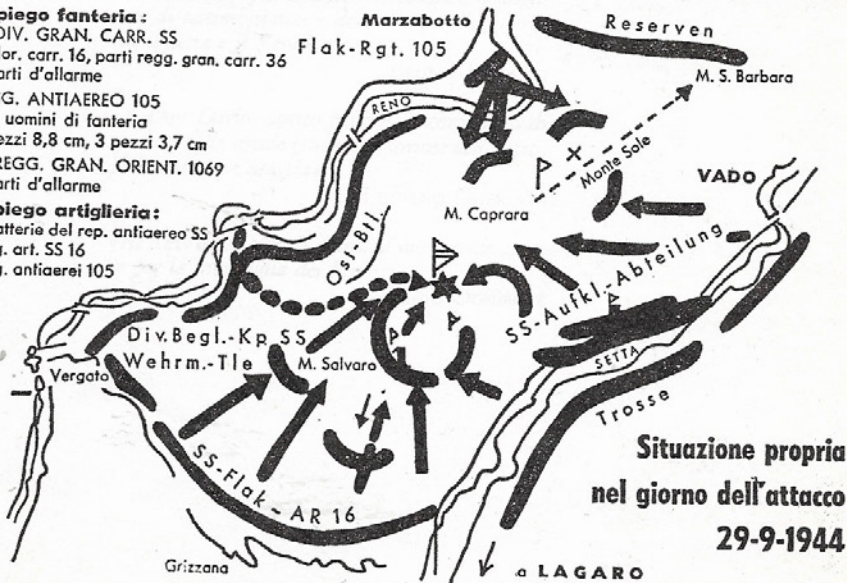 piego fanteria:
DIV. GRAN. CARR. SS
lor. carr. 16, parti regg. gran. carr. 36
arti d'allarme
G. ANTIAEREO 105
uomini di fanteria
ezzi 8,8 cm, 3 pezzi 3,7 cm
REGG. GRAN. ORIENT. 1069
arti d'allarme
piego artiglieria:
atterie del rep. antiaereo SS
g. art. SS 16
g. antiaerei 105
Marzabotto
Flak-Rgt. 105
Reserven
M. S. Barbara
RENO
Monte Sole
VADO
M. Caprara
Ost-Btl.
SS-Aufkl.-Abteilung
Div. Begl.-Kp SS
Wehrm.-Tle
M. Salvaro
Vergato
SETTA
Trosse
SS-Flak-AR 16
Grizzana
a LAGARO
Situazione propria
nel giorno dell'attacco
29-9-1944